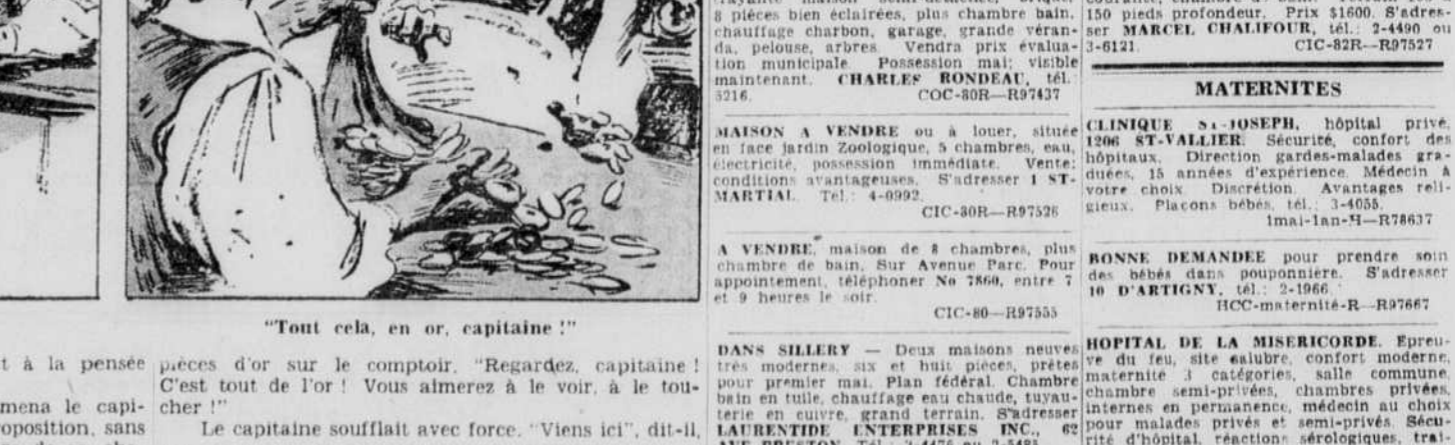 "Tout cela, en or, capitaine !"
t à la pensée
mena le capi-
oposition, sans
pièces d'or sur le comptoir. "Regardez, capitaine !
C'est tout de l'or ! Vous aimerez à le voir, à le tou-
cher !"
Le capitaine soufflait avec force. "Viens ici", dit-il,
8 pièces bien éclairées, plus chambre bain,
chauffage charbon, garage, grande véran-
da, pelouse, arbres. Vendra prix évalua-
tion municipale. Possession mai; visible
maintenant. CHARLES RONDEAU, tél.:
5216.
COC-80R—R97437
MAISON A VENDRE ou à louer, située
en face jardin Zoologique, 5 chambres, eau,
électricité, possession immédiate. Vente:
conditions avantageuses. S'adresser 1 ST-
MARTIAL. Tél.: 4-0992.
CIC-80R—R97526
A VENDRE, maison de 8 chambres, plus
chambre de bain. Sur Avenue Parc. Pour
appointement, téléphoner No 7860, entre 7
et 9 heures le soir.
CIC-80—R97555
DANS SILLERY — Deux maisons neuves
très modernes, six et huit pièces, prêtes
pour premier mai. Plan fédéral. Chambre
bain en tuile, chauffage eau chaude, tuyau-
terie en cuivre, grand terrain. S'adresser
LAURENTIDE ENTERPRISES INC., 62
AVE PRESTON. Tél.: 2-4476 ou 2-5485.
150 pieds profondeur. Prix $1600. S'adres-
ser MARCEL CHALIFOUR, tél.: 2-4490 ou
3-6121.
CIC-82R—R97527
MATERNITES
CLINIQUE ST-JOSEPH, hôpital privé,
1206 ST-VALLIER. Sécurité, confort des
hôpitaux. Direction gardes-malades gra-
duées, 15 années d'expérience. Médecin à
votre choix. Discrétion. Avantages reli-
gieux. Placons bébés, tél.: 3-4055.
1mai-1an-H—R78637
BONNE DEMANDEE pour prendre soin
des bébés dans pouponnière. S'adresser
10 D'ARTIGNY, tél.: 2-1966.
HCC-maternité-R—R97667
HOPITAL DE LA MISERICORDE. Epreu-
ve du feu, site salubre, confort moderne,
maternité 3 catégories, salle commune,
chambre semi-privées, chambres privées,
internes en permanence, médecin au choix
pour malades privés et semi-privés. Sécu-
rité d'hôpital, réactions sérologiques, trai-